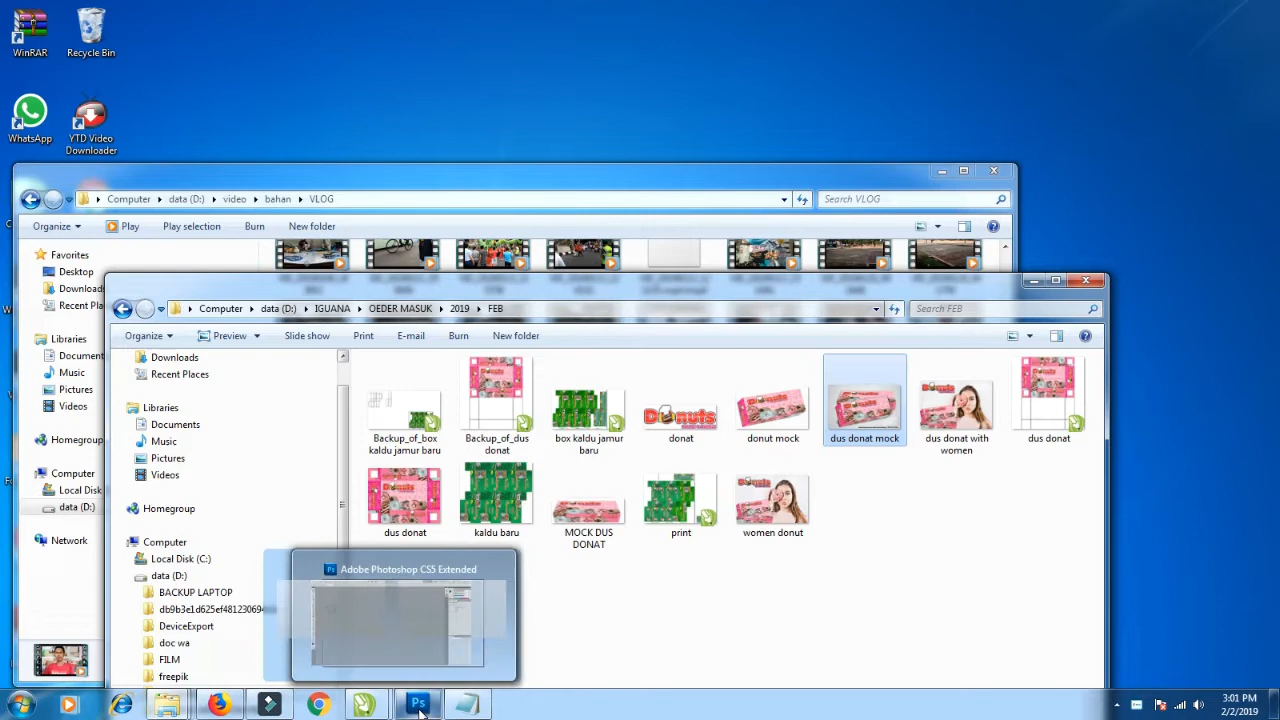 WinRAR
Recycle Bin
WhatsApp
YTD Video
Downloader
Computer
data (D:)
video
bahan
VLOG
Search VLOG
Organize
Play
Play selection
Burn
New folder
Favorites
Desktop
Libraries
Music
Pictures
Videos
Homegroup
Computer
Local Disk
data (D:)
Network
Computer
data (D:)
IGUANA
OEDER MASUK
2019
FEB
Search FEB
Organize
Preview
Slide show
Print
E-mail
Burn
New folder
Downloads
Recent Places
Libraries
Documents
Music
Pictures
Videos
Homegroup
Computer
Local Disk (C:)
data (D:)
BACKUP LAPTOP
DeviceExport
doc wa
FILM
freepik
Donuts
Backup_of_box
kaldu jamur baru
Backup_of_dus
donat
box kaldu jamur
baru
donat
donut mock
dus donat mock
dus donat with
women
dus donat
dus donat
kaldu baru
MOCK DUS
DONAT
print
women donut
Ps Adobe Photoshop CS5 Extended
Ps
3:01 PM
2/2/2019